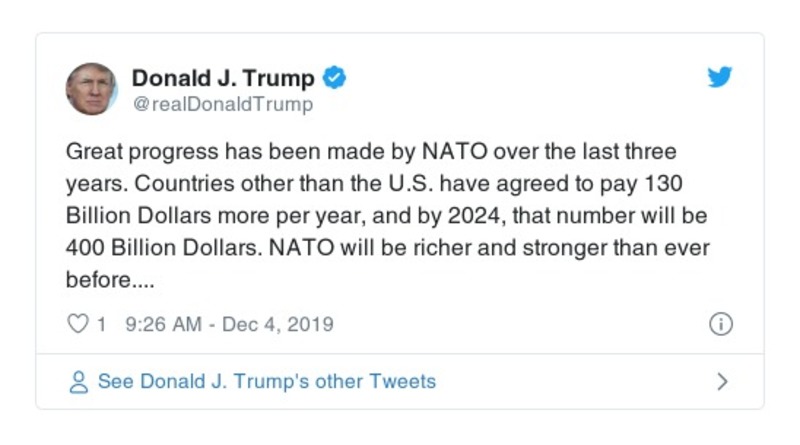 Donald J. Trump
@realDonaldTrump
Great progress has been made by NATO over the last three
years. Countries other than the U.S. have agreed to pay 130
Billion Dollars more per year, and by 2024, that number will be
400 Billion Dollars. NATO will be richer and stronger than ever
before....
1 9:26 AM - Dec 4, 2019
See Donald J. Trump's other Tweets